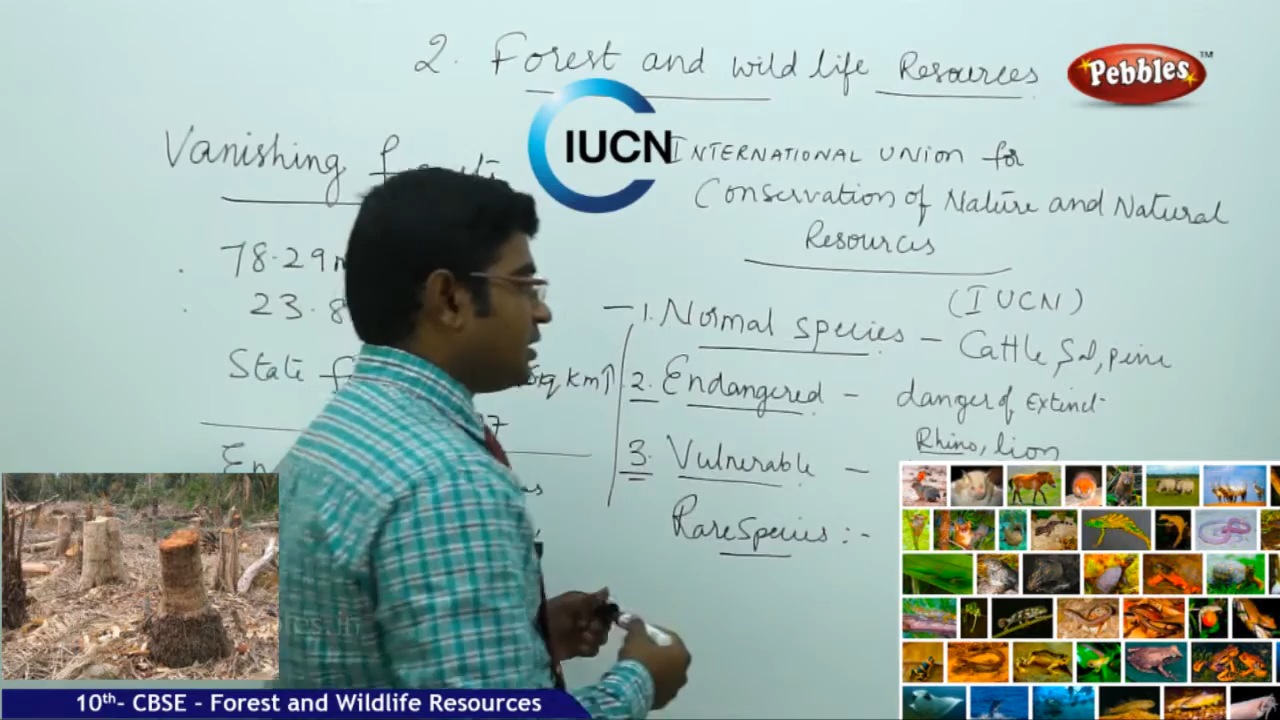 2. Forest and wild life Resources
Pebbles™
Vanishing
IUCN
INTERNATIONAL UNION for
Conservation of Nature and Natural
Resources
(IUCN)
78.29
23.8
State
sq km↑
1. Normal species – Cattle, Sal, pine
2. Endangered – danger of Extinct
Rhino, lion
3. Vulnerable –
Rare Species :-
10th- CBSE - Forest and Wildlife Resources